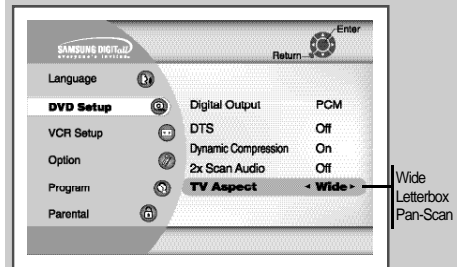 SAMSUNG DIGITall
everyone's invited.
Enter
Return
Language
DVD Setup
VCR Setup
Option
Program
Parental
Digital Output PCM
DTS Off
Dynamic Compression On
2x Scan Audio Off
TV Aspect ◄ Wide ►
Wide
Letterbox
Pan-Scan